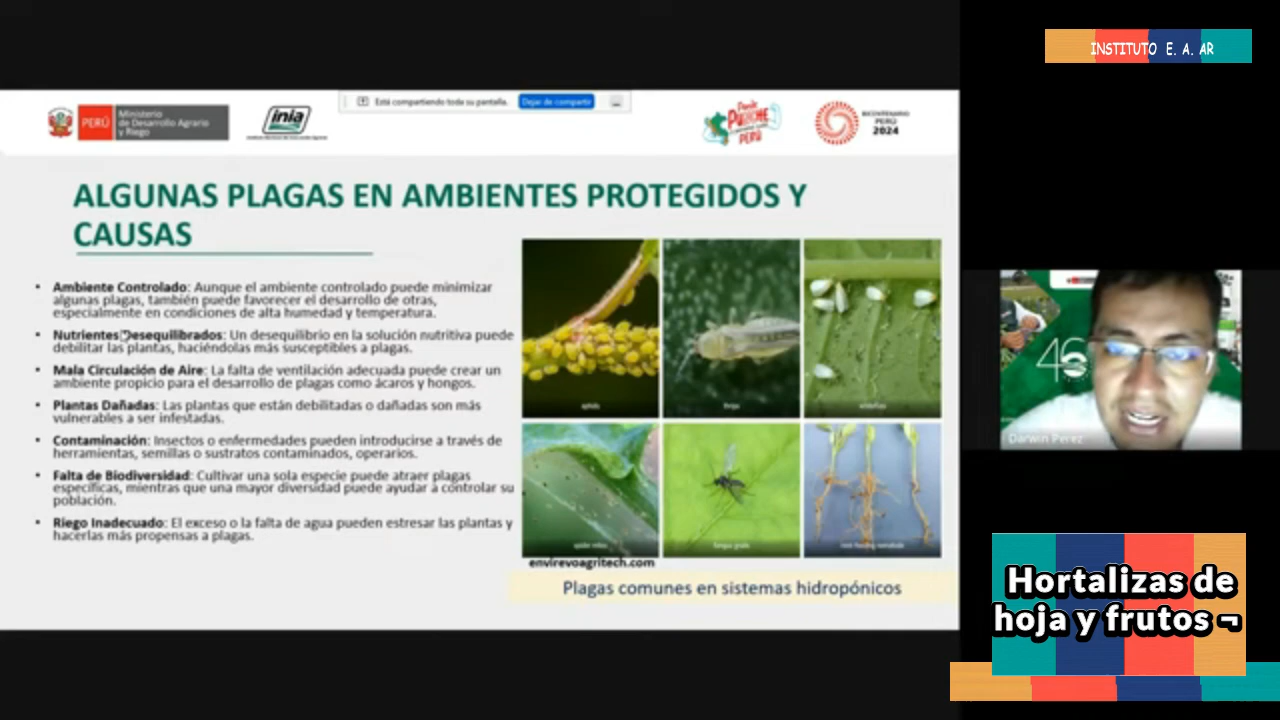 INSTITUTO E. A. AR
Está compartiendo toda su pantalla.
Dejar de compartir
PERÚ
Ministerio
de Desarrollo Agrario
y Riego
inia
PERÚ
BICENTENARIO
PERÚ
2024
ALGUNAS PLAGAS EN AMBIENTES PROTEGIDOS Y
CAUSAS
• Ambiente Controlado: Aunque el ambiente controlado puede minimizar
algunas plagas, también puede favorecer el desarrollo de otras,
especialmente en condiciones de alta humedad y temperatura.
• Nutrientes Desequilibrados: Un desequilibrio en la solución nutritiva puede
debilitar las plantas, haciéndolas más susceptibles a plagas.
• Mala Circulación de Aire: La falta de ventilación adecuada puede crear un
ambiente propicio para el desarrollo de plagas como ácaros y hongos.
• Plantas Dañadas: Las plantas que están debilitadas o dañadas son más
vulnerables a ser infestadas.
• Contaminación: Insectos o enfermedades pueden introducirse a través de
herramientas, semillas o sustratos contaminados, operarios.
• Falta de Biodiversidad: Cultivar una sola especie puede atraer plagas
específicas, mientras que una mayor diversidad puede ayudar a controlar su
población.
• Riego Inadecuado: El exceso o la falta de agua pueden estresar las plantas y
hacerlas más propensas a plagas.
envirevoagritech.com
Plagas comunes en sistemas hidropónicos
Darwin Perez
Hortalizas de
hoja y frutos ¬